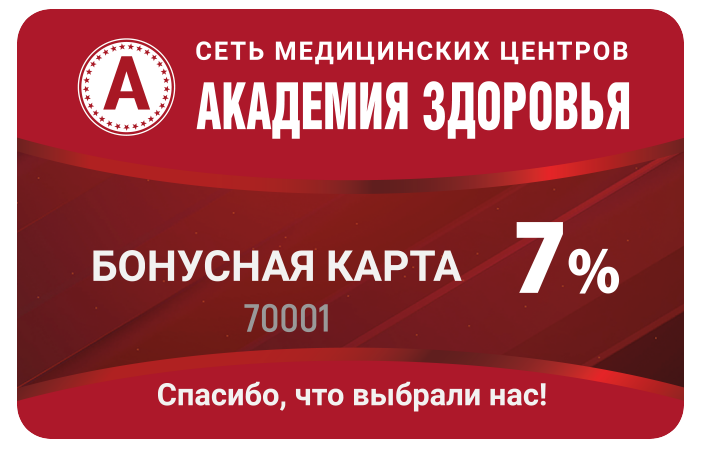 А
СЕТЬ МЕДИЦИНСКИХ ЦЕНТРОВ
АКАДЕМИЯ ЗДОРОВЬЯ
БОНУСНАЯ КАРТА 7%
70001
Спасибо, что выбрали нас!